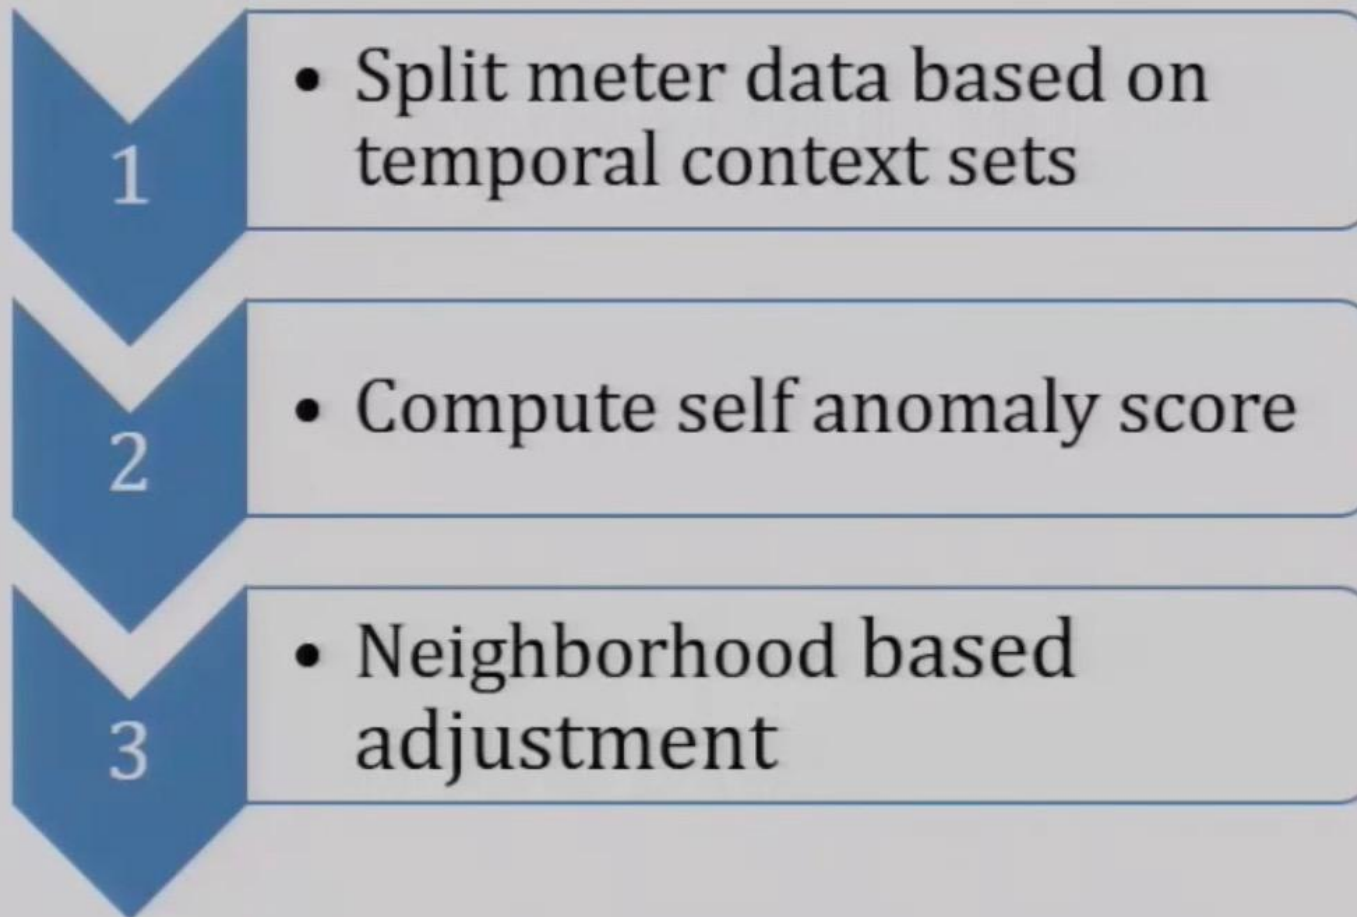 1
• Split meter data based on
temporal context sets
2
• Compute self anomaly score
3
• Neighborhood based
adjustment